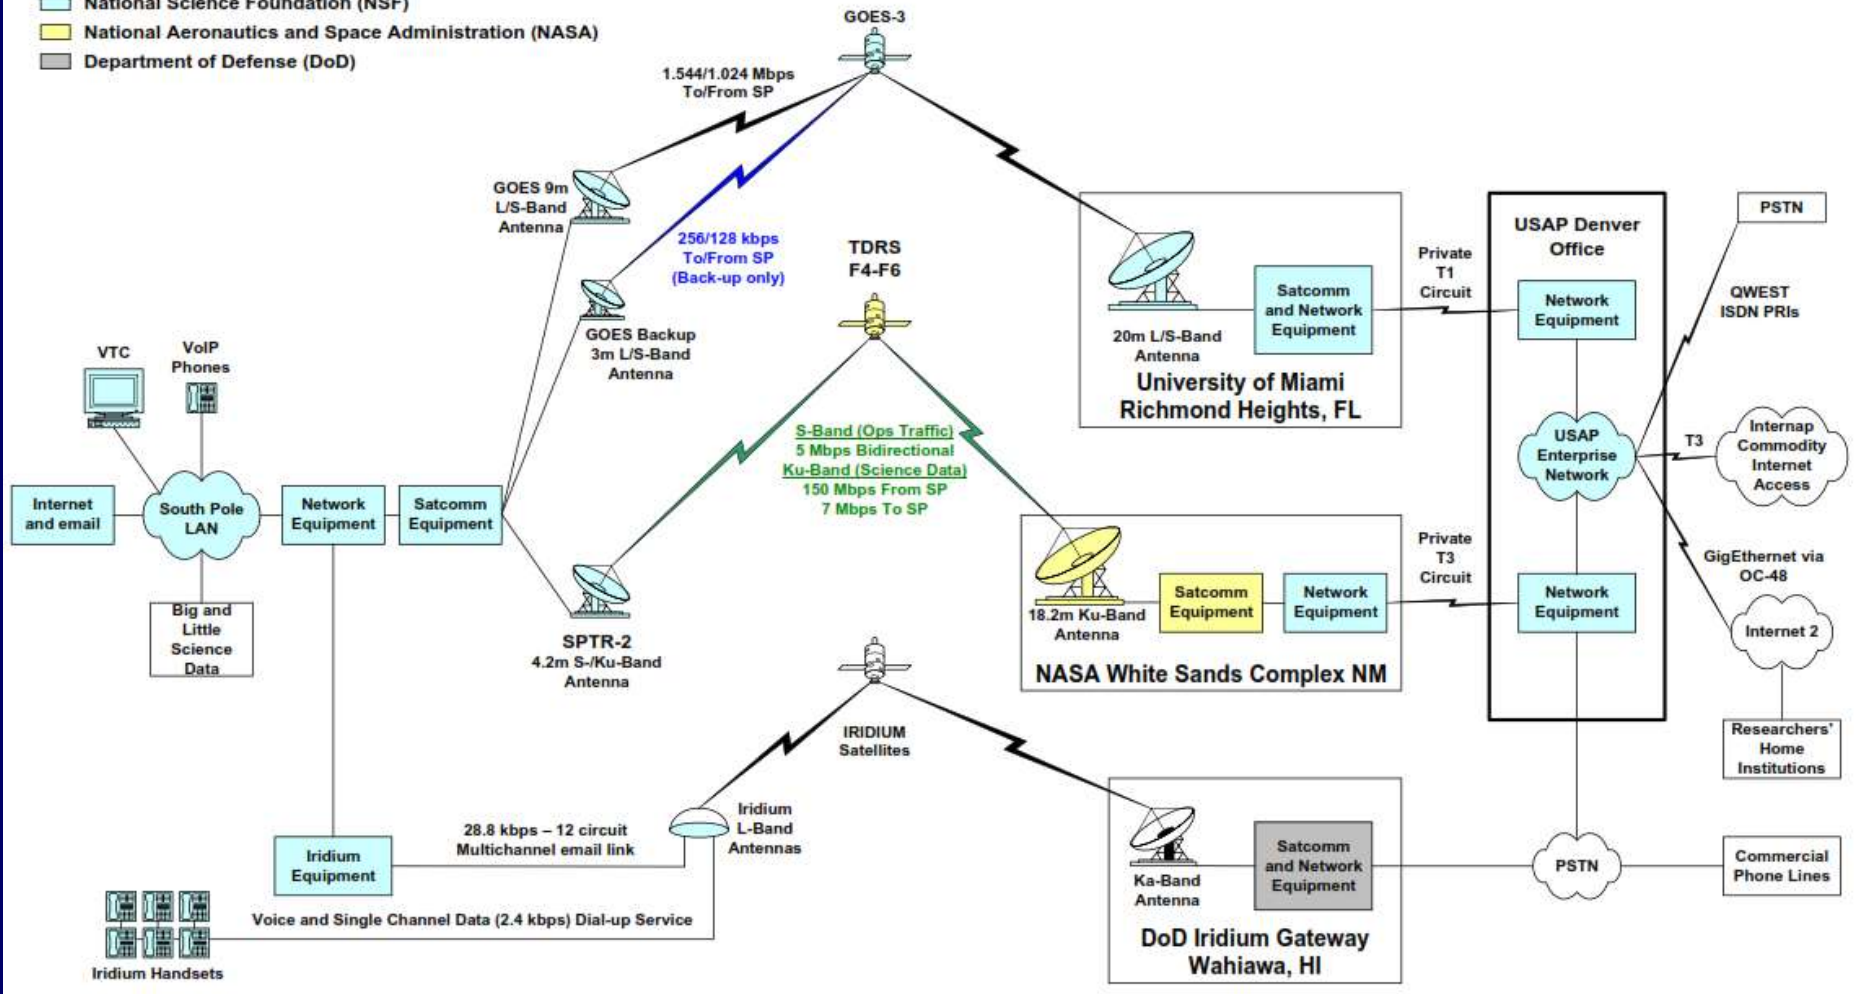 National Science Foundation (NSF)
National Aeronautics and Space Administration (NASA)
Department of Defense (DoD)
GOES-3
1.544/1.024 Mbps
To/From SP
GOES 9m
L/S-Band
Antenna
256/128 kbps
To/From SP
(Back-up only)
GOES Backup
3m L/S-Band
Antenna
TDRS
F4-F6
S-Band (Ops Traffic)
5 Mbps Bidirectional
Ku-Band (Science Data)
150 Mbps From SP
7 Mbps To SP
VTC
VoIP
Phones
Internet
and email
South Pole
LAN
Network
Equipment
Satcomm
Equipment
Big and
Little
Science
Data
SPTR-2
4.2m S-/Ku-Band
Antenna
IRIDIUM
Satellites
Iridium
L-Band
Antennas
28.8 kbps – 12 circuit
Multichannel email link
Iridium
Equipment
Voice and Single Channel Data (2.4 kbps) Dial-up Service
Iridium Handsets
20m L/S-Band
Antenna
Satcomm
and Network
Equipment
University of Miami
Richmond Heights, FL
Private
T1
Circuit
18.2m Ku-Band
Antenna
Satcomm
Equipment
Network
Equipment
NASA White Sands Complex NM
Private
T3
Circuit
Ka-Band
Antenna
Satcomm
and Network
Equipment
DoD Iridium Gateway
Wahiawa, HI
USAP Denver
Office
Network
Equipment
USAP
Enterprise
Network
Network
Equipment
PSTN
QWEST
ISDN PRIs
T3
Internap
Commodity
Internet
Access
GigEthernet via
OC-48
Internet 2
Researchers'
Home
Institutions
PSTN
Commercial
Phone Lines